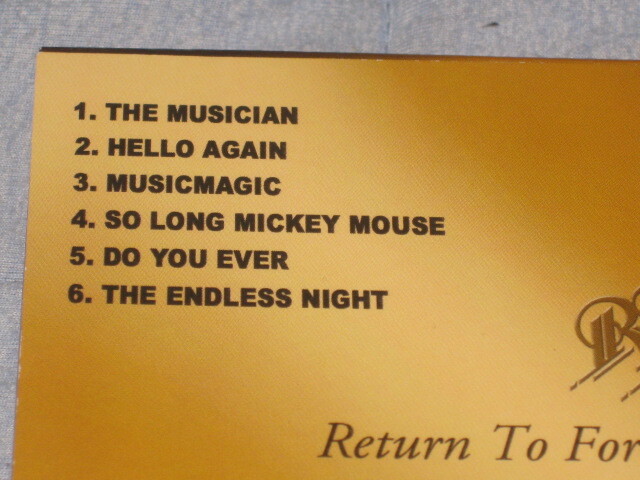 1. THE MUSICIAN
2. HELLO AGAIN
3. MUSICMAGIC
4. SO LONG MICKEY MOUSE
5. DO YOU EVER
6. THE ENDLESS NIGHT
Return To For